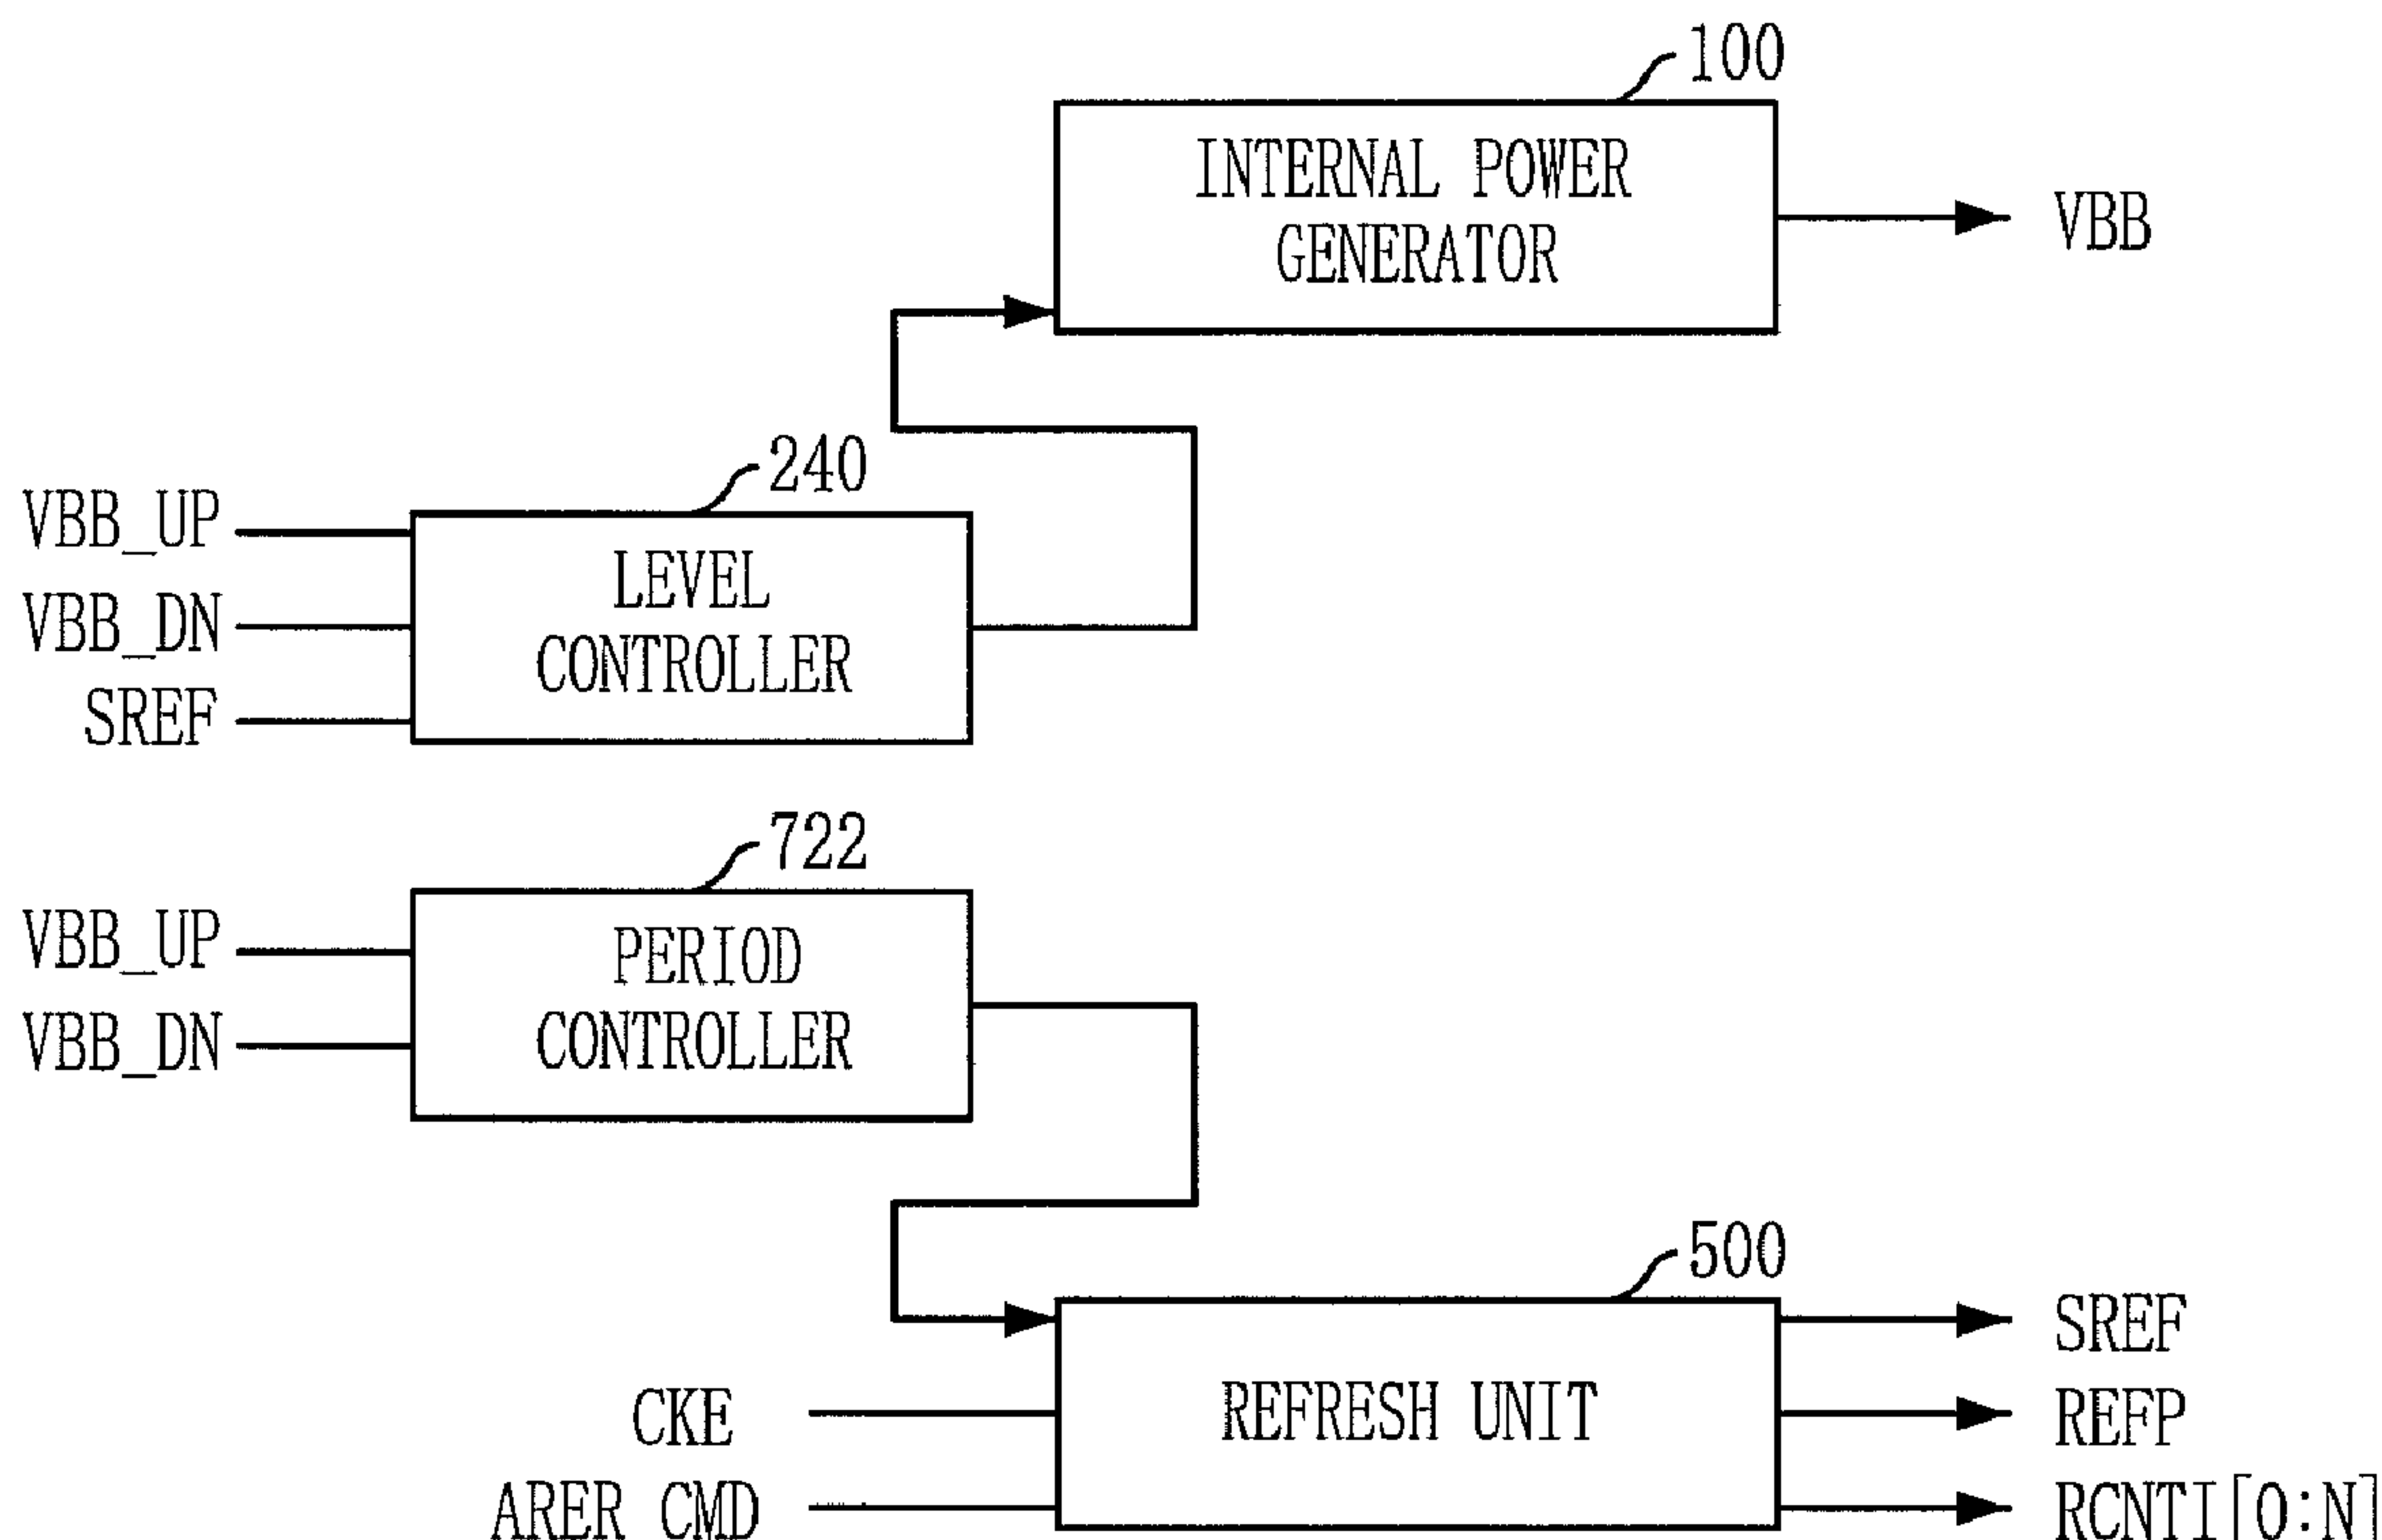 100
INTERNAL POWER
GENERATOR
VBB
240
VBB_UP
VBB_DN
SREF
LEVEL
CONTROLLER
722
VBB_UP
VBB_DN
PERIOD
CONTROLLER
500
CKE
ARER CMD
REFRESH UNIT
SREF
REFP
RCNTI[0:N]